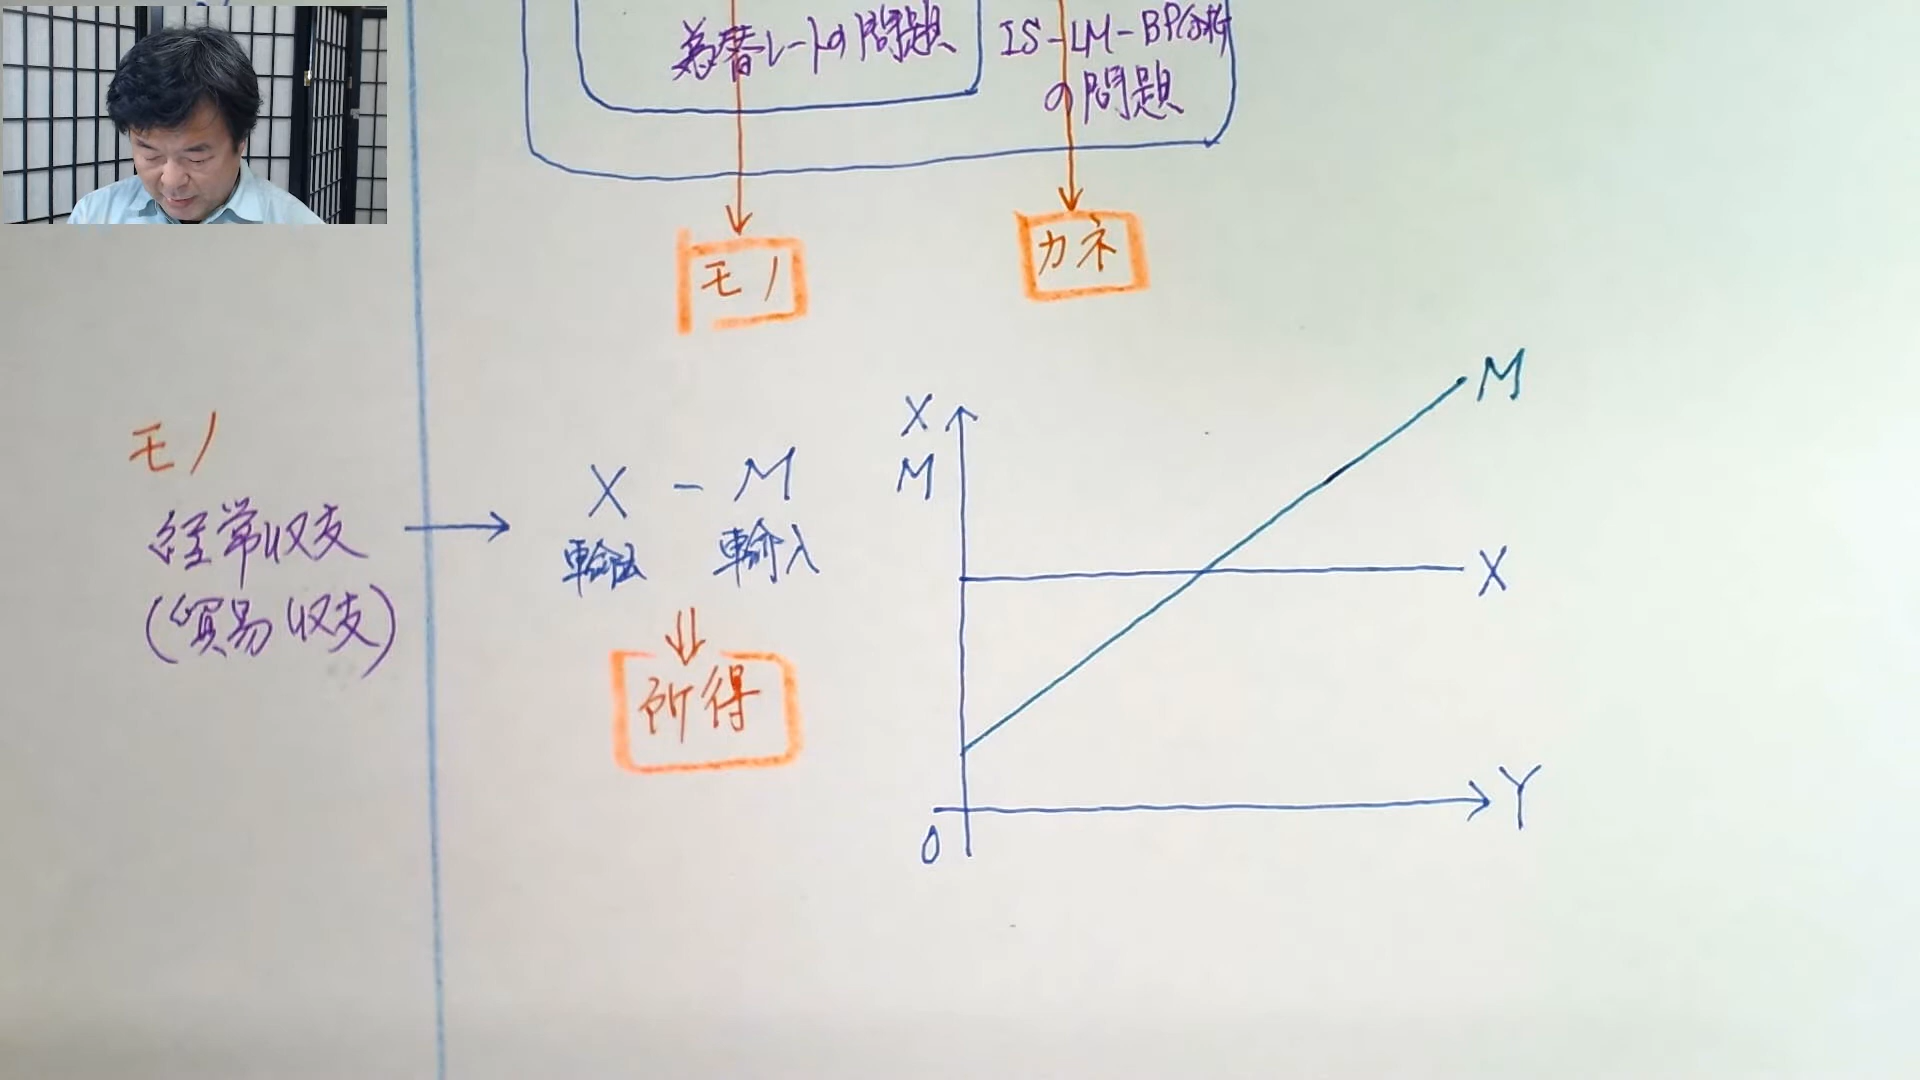 為替レートの問題
IS-LM-BP分析
の問題
モノ
カネ
モノ
経常収支
(貿易収支)
X - M
輸出 輸入
所得
X
M
M
X
Y
0